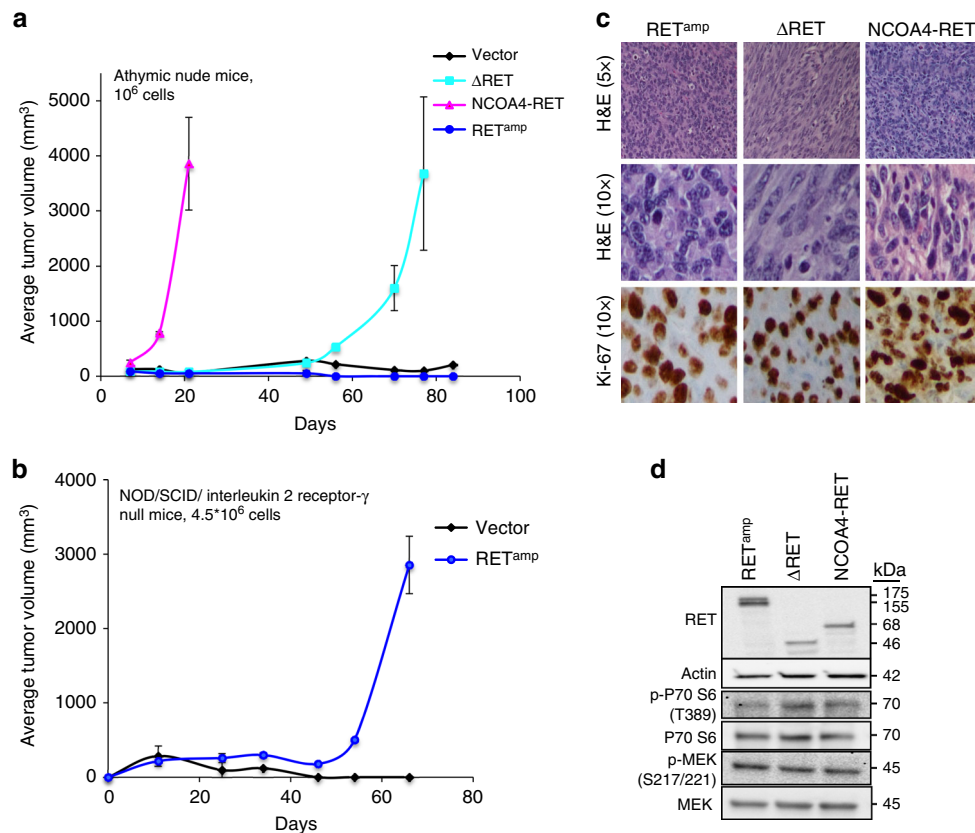 a
Athymic nude mice,
10⁶ cells
Vector
ΔRET
NCOA4-RET
RETᵃᵐᵖ
Average tumor volume (mm³)
5000
4000
3000
2000
1000
0
0 20 40 60 80 100
Days
b
NOD/SCID/ interleukin 2 receptor-γ
null mice, 4.5*10⁶ cells
Vector
RETᵃᵐᵖ
Average tumor volume (mm³)
4000
3000
2000
1000
0
0 20 40 60 80
Days
c
RETᵃᵐᵖ ΔRET NCOA4-RET
H&E (5×)
H&E (10×)
Ki-67 (10×)
d
RETᵃᵐᵖ
ΔRET
NCOA4-RET
kDa
RET
175
155
68
46
Actin
42
p-P70 S6
(T389)
70
P70 S6
70
p-MEK
(S217/221)
45
MEK
45